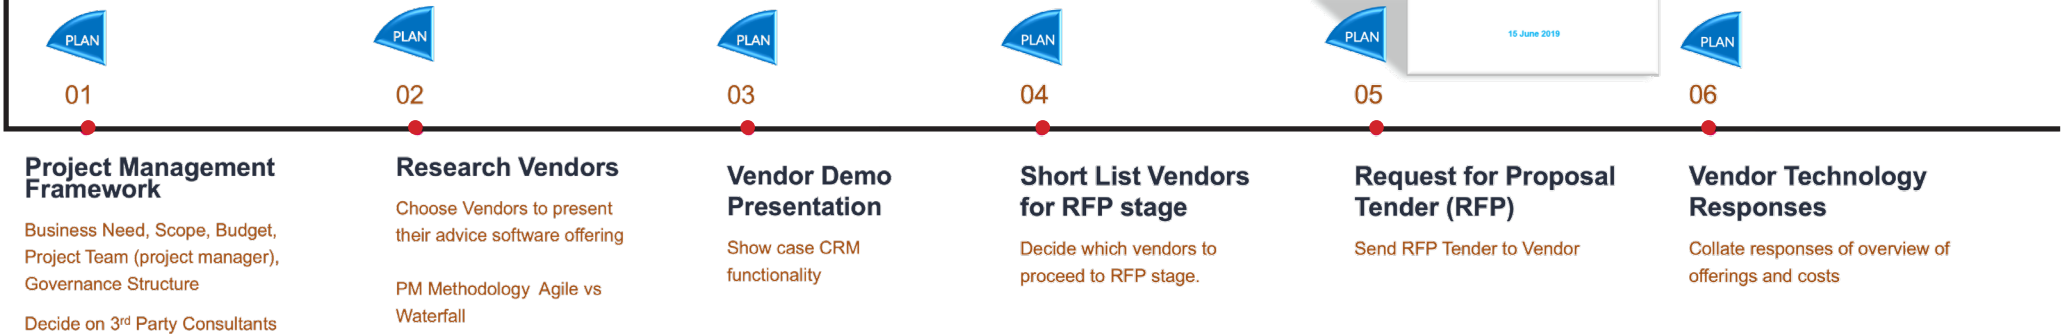 PLAN
PLAN
PLAN
PLAN
PLAN
15 June 2019
PLAN
01
02
03
04
05
06
Project Management
Framework
Business Need, Scope, Budget,
Project Team (project manager),
Governance Structure
Decide on 3rd Party Consultants
Research Vendors
Choose Vendors to present
their advice software offering
PM Methodology Agile vs
Waterfall
Vendor Demo
Presentation
Show case CRM
functionality
Short List Vendors
for RFP stage
Decide which vendors to
proceed to RFP stage.
Request for Proposal
Tender (RFP)
Send RFP Tender to Vendor
Vendor Technology
Responses
Collate responses of overview of
offerings and costs